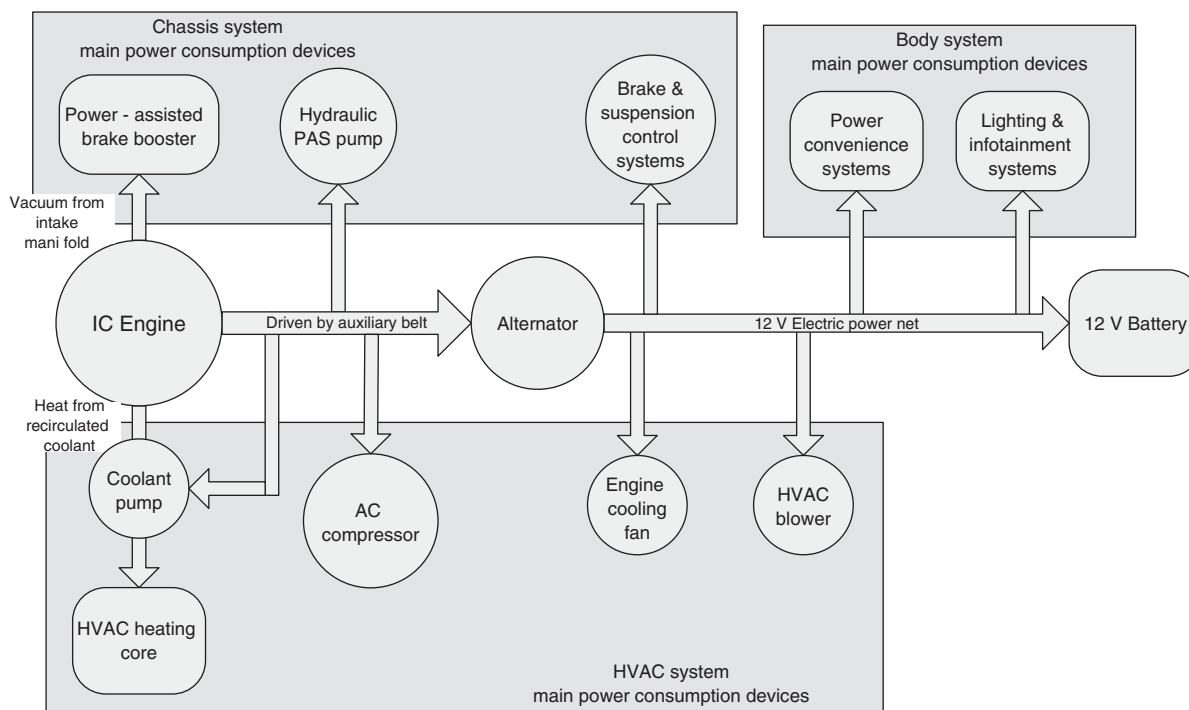 Chassis system
main power consumption devices
Body system
main power consumption devices
Power - assisted
brake booster
Hydraulic
PAS pump
Brake &
suspension
control
systems
Power
convenience
systems
Lighting &
infotainment
systems
Vacuum from
intake
mani fold
IC Engine
Driven by auxiliary belt
Alternator
12 V Electric power net
12 V Battery
Heat from
recirculated
coolant
Coolant
pump
AC
compressor
Engine
cooling
fan
HVAC
blower
HVAC heating
core
HVAC system
main power consumption devices